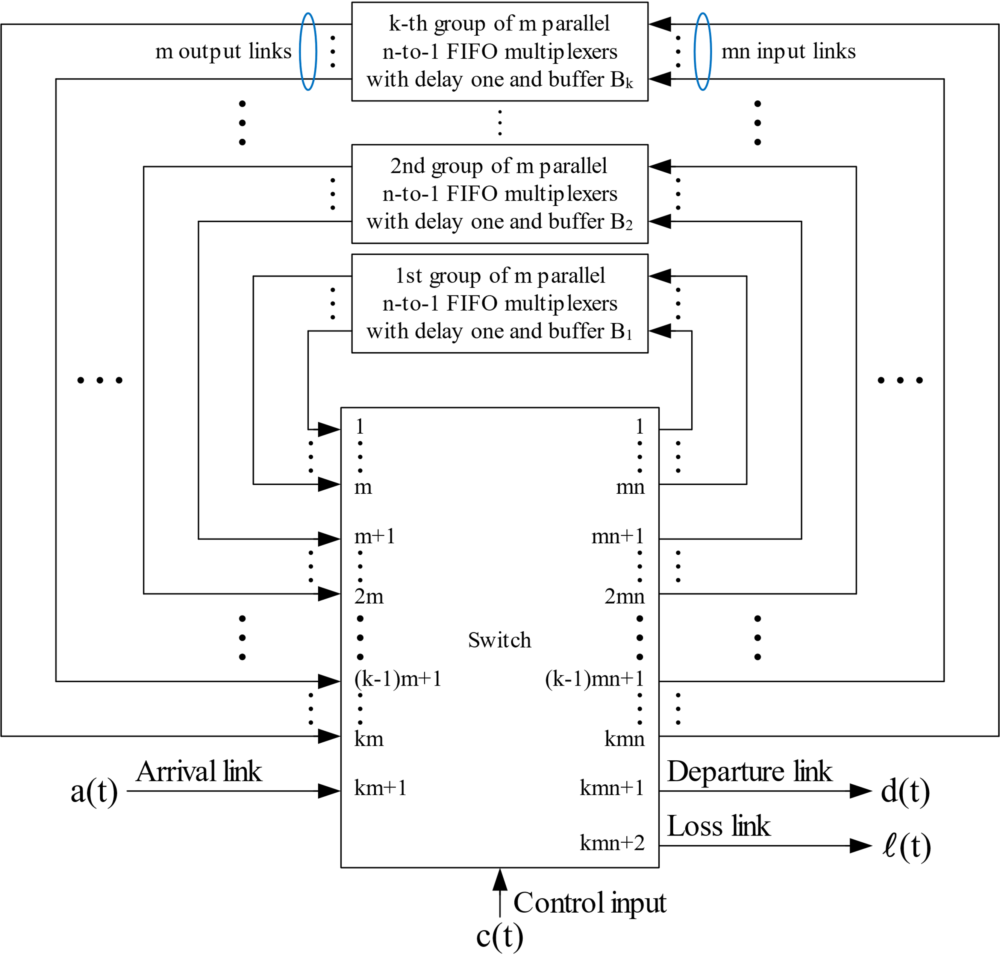 k-th group of m parallel
n-to-1 FIFO multiplexers
with delay one and buffer Bk
m output links
mn input links
2nd group of m parallel
n-to-1 FIFO multiplexers
with delay one and buffer B2
1st group of m parallel
n-to-1 FIFO multiplexers
with delay one and buffer B1
1 1
m mn
m+1 mn+1
2m 2mn
Switch
(k-1)m+1 (k-1)mn+1
km kmn
a(t) Arrival link km+1 kmn+1 Departure link d(t)
kmn+2 Loss link ℓ(t)
Control input
c(t)